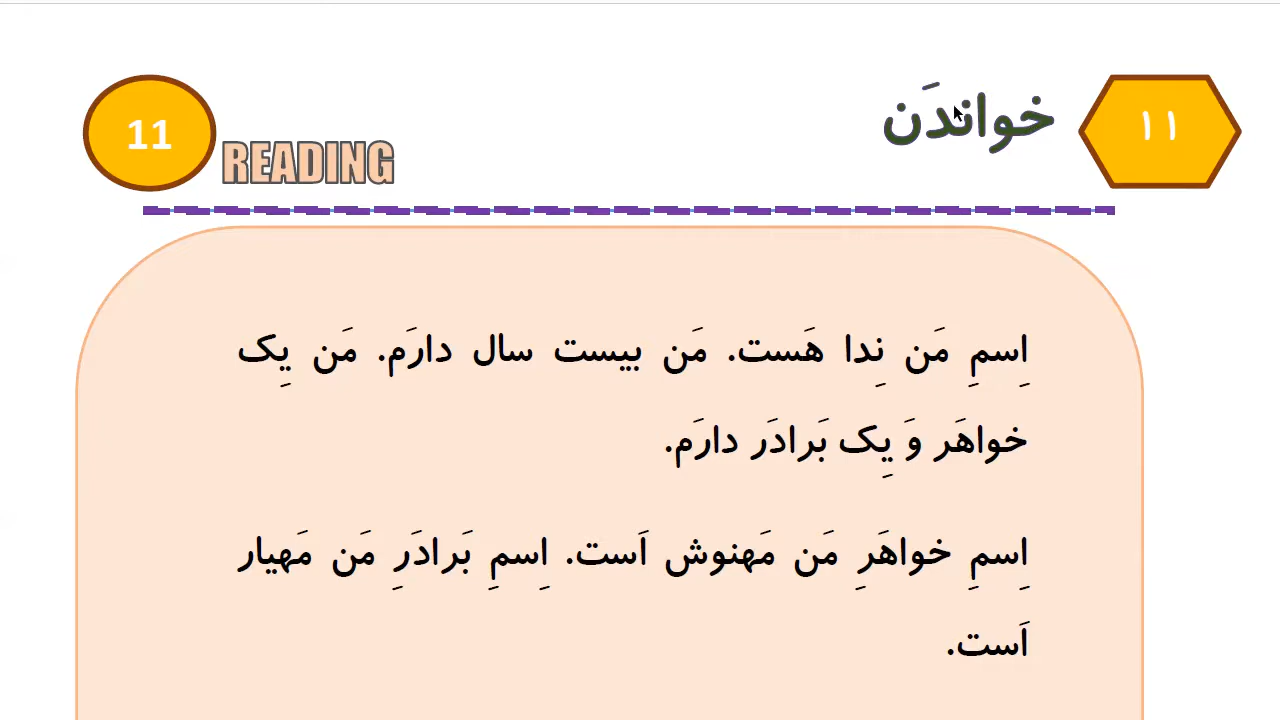 ۱۱
خواندَن
11
READING
اِسمِ مَن نِدا هَست. مَن بیست سال دارَم. مَن یِک
خواهَر وَ یِک بَرادَر دارَم.
اِسمِ خواهَرِ مَن مَهنوش اَست. اِسمِ بَرادَرِ مَن مَهیار
اَست.